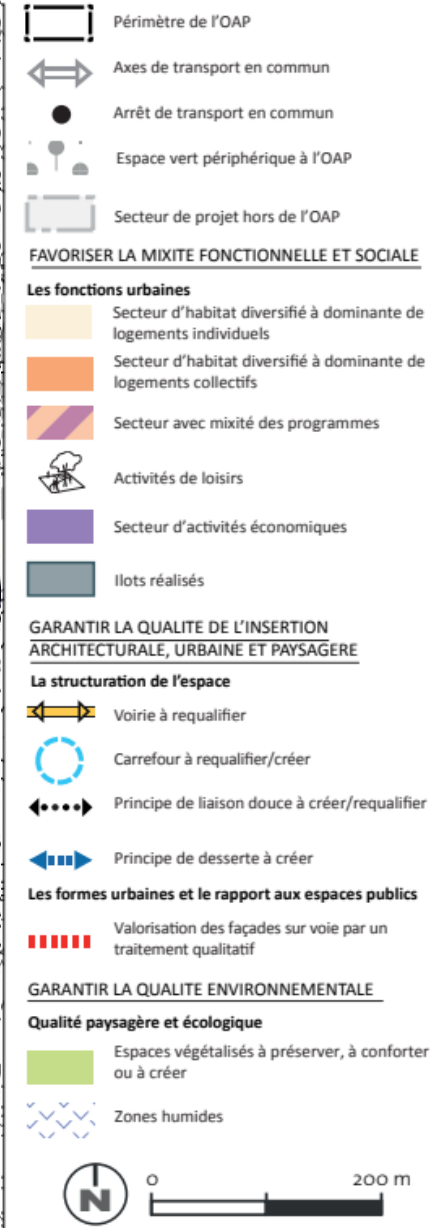 Périmètre de l'OAP
Axes de transport en commun
Arrêt de transport en commun
Espace vert périphérique à l'OAP
Secteur de projet hors de l'OAP
FAVORISER LA MIXITE FONCTIONNELLE ET SOCIALE
Les fonctions urbaines
Secteur d'habitat diversifié à dominante de
logements individuels
Secteur d'habitat diversifié à dominante de
logements collectifs
Secteur avec mixité des programmes
Activités de loisirs
Secteur d'activités économiques
Ilots réalisés
GARANTIR LA QUALITE DE L'INSERTION
ARCHITECTURALE, URBAINE ET PAYSAGERE
La structuration de l'espace
Voirie à requalifier
Carrefour à requalifier/créer
Principe de liaison douce à créer/requalifier
Principe de desserte à créer
Les formes urbaines et le rapport aux espaces publics
Valorisation des façades sur voie par un
traitement qualitatif
GARANTIR LA QUALITE ENVIRONNEMENTALE
Qualité paysagère et écologique
Espaces végétalisés à préserver, à conforter
ou à créer
Zones humides
N
0 200 m